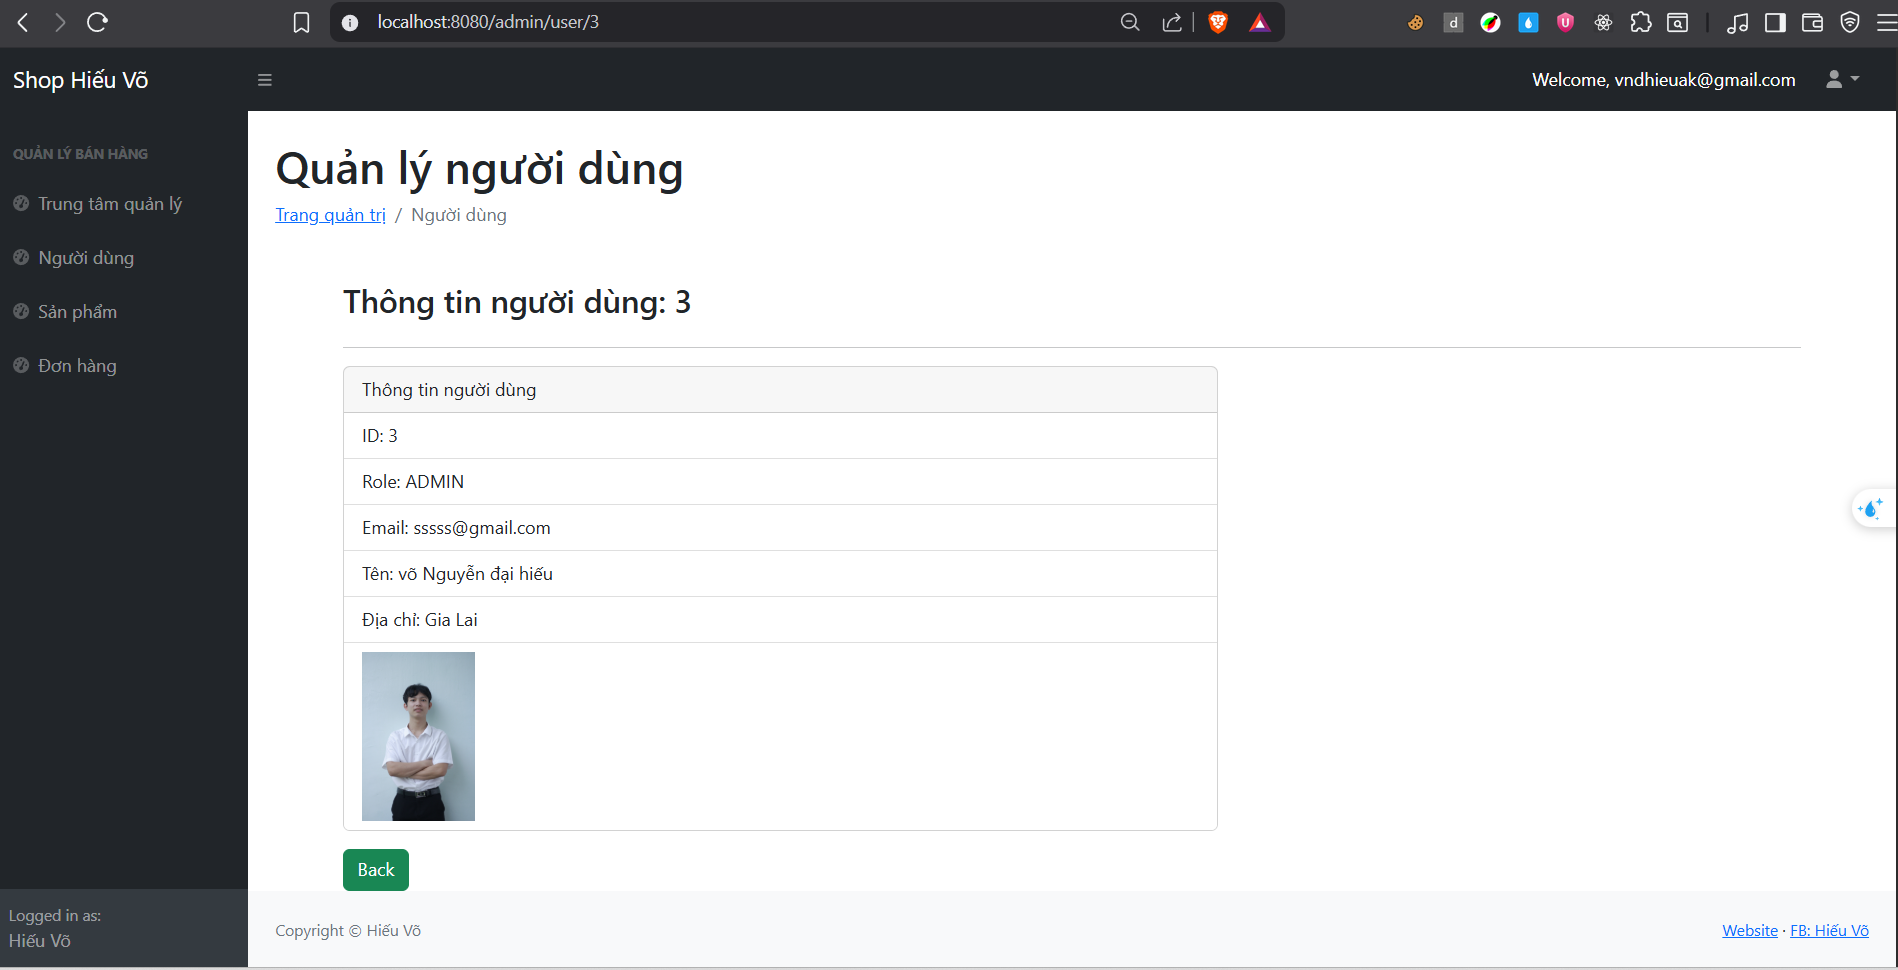 localhost:8080/admin/user/3
Shop Hiếu Võ
Welcome, vndhieuak@gmail.com
QUẢN LÝ BÁN HÀNG
Trung tâm quản lý
Người dùng
Sản phẩm
Đơn hàng
Quản lý người dùng
Trang quản trị / Người dùng
Thông tin người dùng: 3
Thông tin người dùng
ID: 3
Role: ADMIN
Email: sssss@gmail.com
Tên: võ Nguyễn đại hiếu
Địa chỉ: Gia Lai
Back
Logged in as:
Hiếu Võ
Copyright © Hiếu Võ
Website · FB: Hiếu Võ